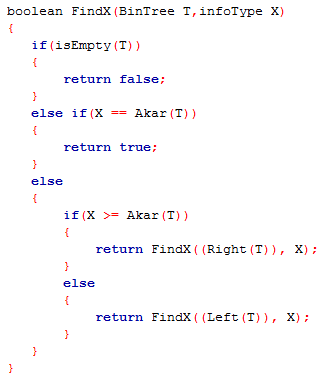 boolean FindX(BinTree T,infoType X)
{
if(isEmpty(T))
{
return false;
}
else if(X == Akar(T))
{
return true;
}
else
{
if(X >= Akar(T))
{
return FindX((Right(T)), X);
}
else
{
return FindX((Left(T)), X);
}
}
}